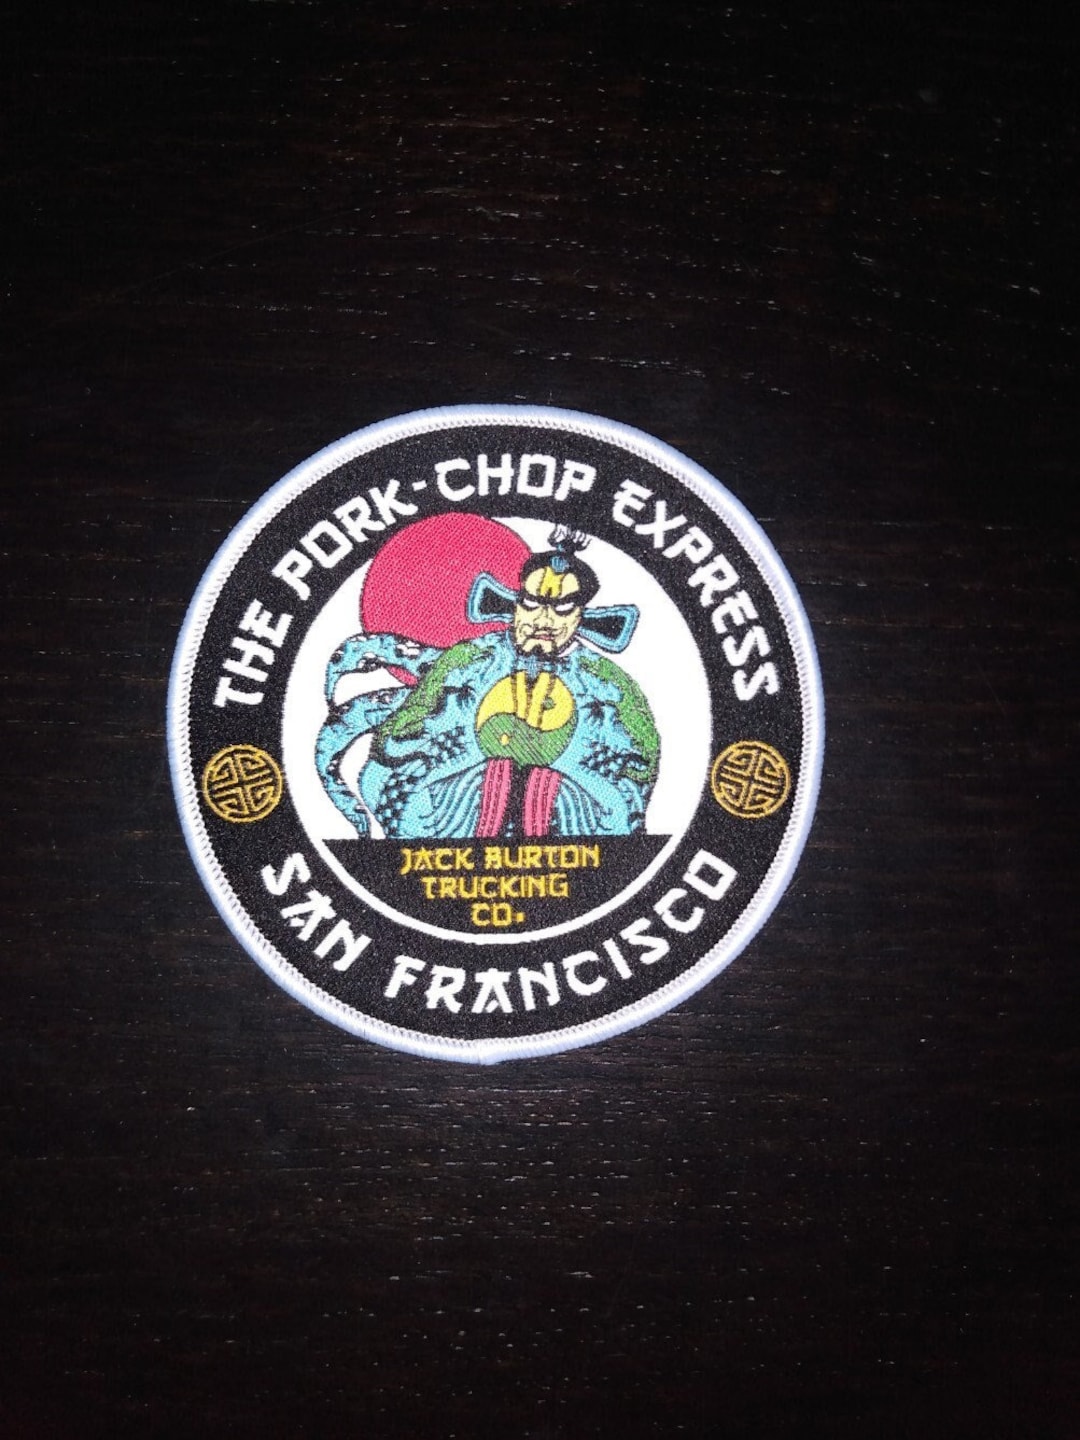 THE PORK-CHOP EXPRESS
JACK BURTON
TRUCKING
CO.
SAN FRANCISCO